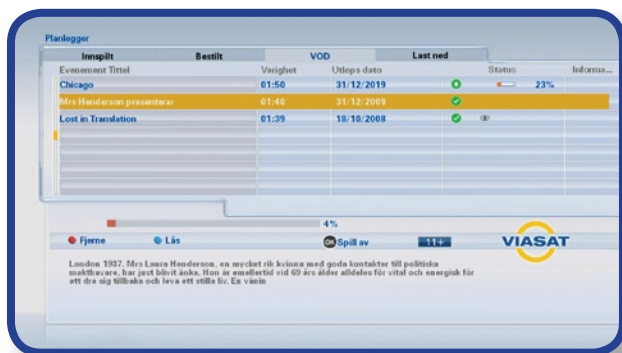 Planlegger
Innspilt Bestilt VOD Last ned
Evenement Tittel Varighet Utlops dato Status Informa...
Chicago 01:50 31/12/2019 23%
Mrs Henderson presenterar 01:40 31/12/2009
Lost in Translation 01:39 18/10/2008
4%
Fjerne Lås OK Spill av 11+ VIASAT
London 1937. Mrs Laura Henderson, en mycket rik kvinna med goda kontakter till politiska
makthavare, har just blivit änka. Hon är emellertid vid 69 års ålder alldeles för vital och energisk för
att dra sig tillbaks och leva ett stilla liv. En vänin